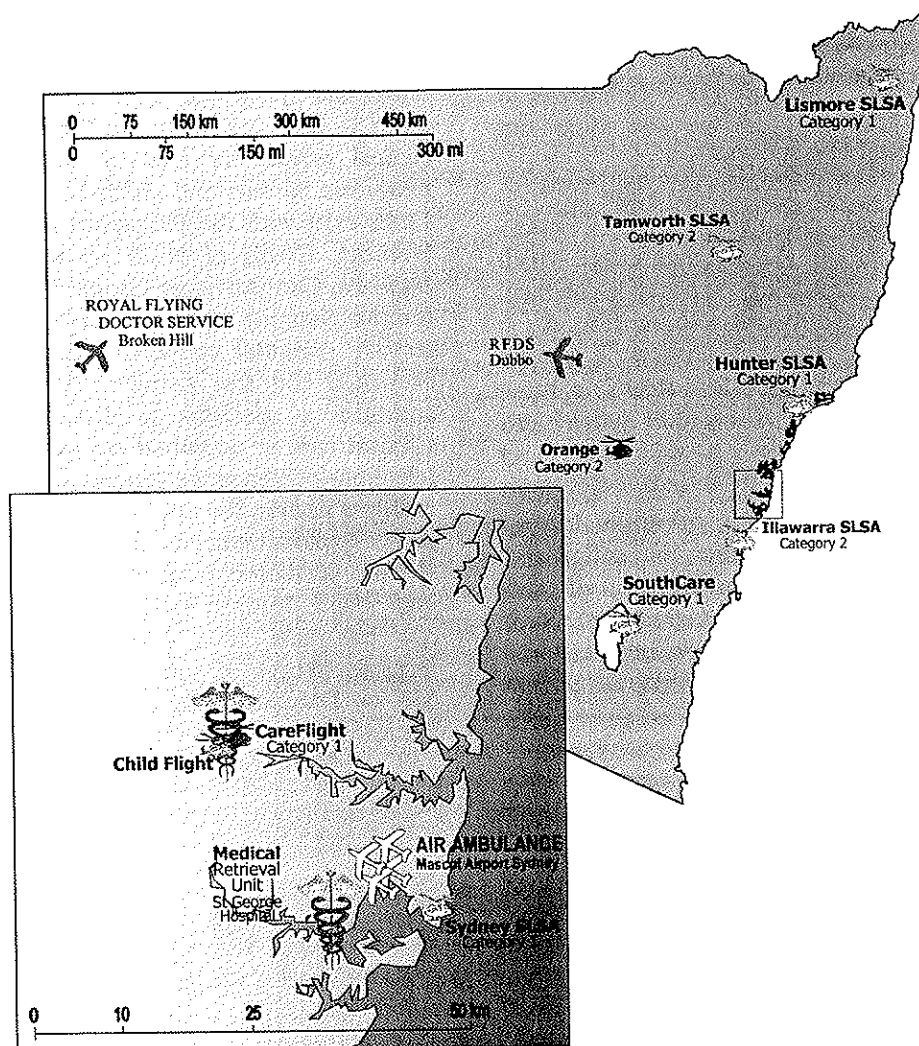 Lismore SLSA
Category 1
0 75 150 km 300 km 450 km
0 75 150 ml 300 ml
Tamworth SLSA
Category 2
ROYAL FLYING
DOCTOR SERVICE
Broken Hill
RFDS
Dubbo
Hunter SLSA
Category 1
Orange
Category 2
Illawarra SLSA
Category 2
SouthCare
Category 1
CareFlight
Category 1
Child Flight
AIR AMBULANCE
Mascot Airport Sydney
Medical
Retrieval
Unit
St George
Hospital
Sydney SLSA
Category
0 10 25 50 km